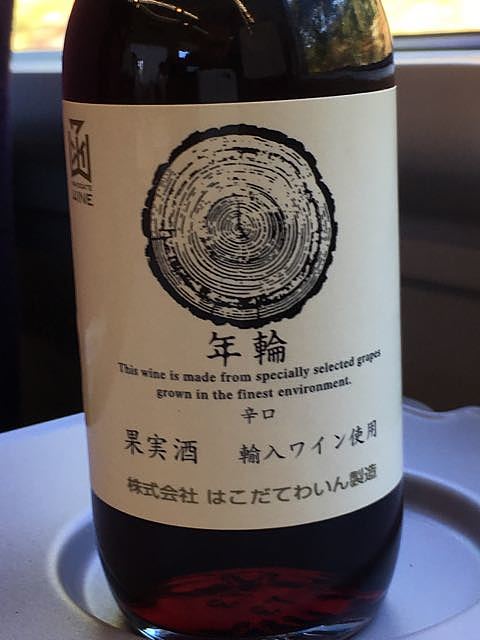 HAKODATE
WINE
年輪
This wine is made from specially selected grapes
grown in the finest environment.
辛口
果実酒 輸入ワイン使用
株式会社 はこだてわいん製造